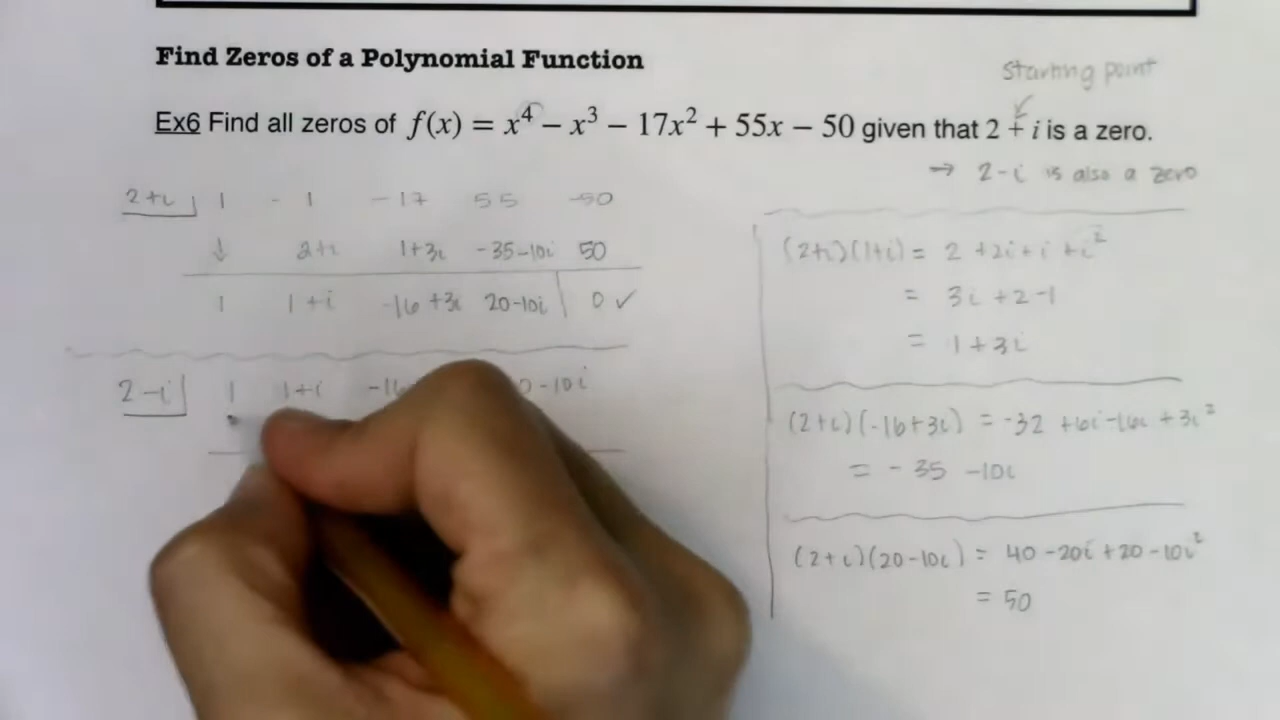 Find Zeros of a Polynomial Function
starting point
Ex6 Find all zeros of f(x) = x⁴ − x³ − 17x² + 55x − 50 given that 2 + i is a zero.
→ 2-i is also a zero
2+i 1 - 1 -17 55 -50
↓ 2+i 1+3i -35-10i 50
1 1+i -16+3i 20-10i 0 ✓
2-i 1 1+i -16 0-10i
(2+i)(1+i) = 2 + 2i + i + i²
= 3i + 2 - 1
= 1 + 3i
(2+i)(-16+3i) = -32 + 6i - 16i + 3i²
= - 35 - 10i
(2+i)(20-10i) = 40 - 20i + 20 - 10i²
= 50